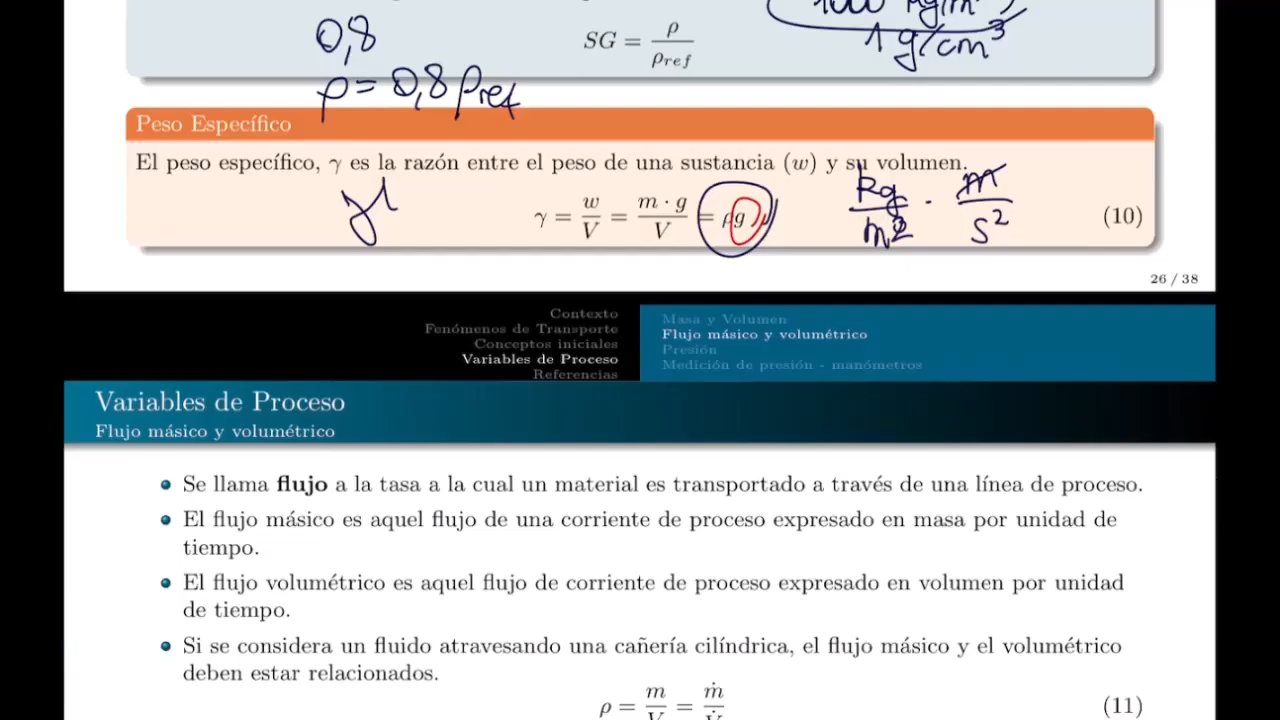 1000 kg/m³
0,8
SG = ρ / ρref
1 g/cm³
ρ = 0,8 ρref
Peso Específico
El peso específico, γ es la razón entre el peso de una sustancia (w) y su volumen.
γ
γ = w / V = m · g / V = ρg
kg / m² · m / s²
(10)
26 / 38
Contexto
Fenómenos de Transporte
Conceptos iniciales
Variables de Proceso
Referencias
Masa y Volumen
Flujo másico y volumétrico
Presión
Medición de presión - manómetros
Variables de Proceso
Flujo másico y volumétrico
Se llama flujo a la tasa a la cual un material es transportado a través de una línea de proceso.
El flujo másico es aquel flujo de una corriente de proceso expresado en masa por unidad de
tiempo.
El flujo volumétrico es aquel flujo de corriente de proceso expresado en volumen por unidad
de tiempo.
Si se considera un fluido atravesando una cañería cilíndrica, el flujo másico y el volumétrico
deben estar relacionados.
ρ = m / V = ṁ / V̇
(11)